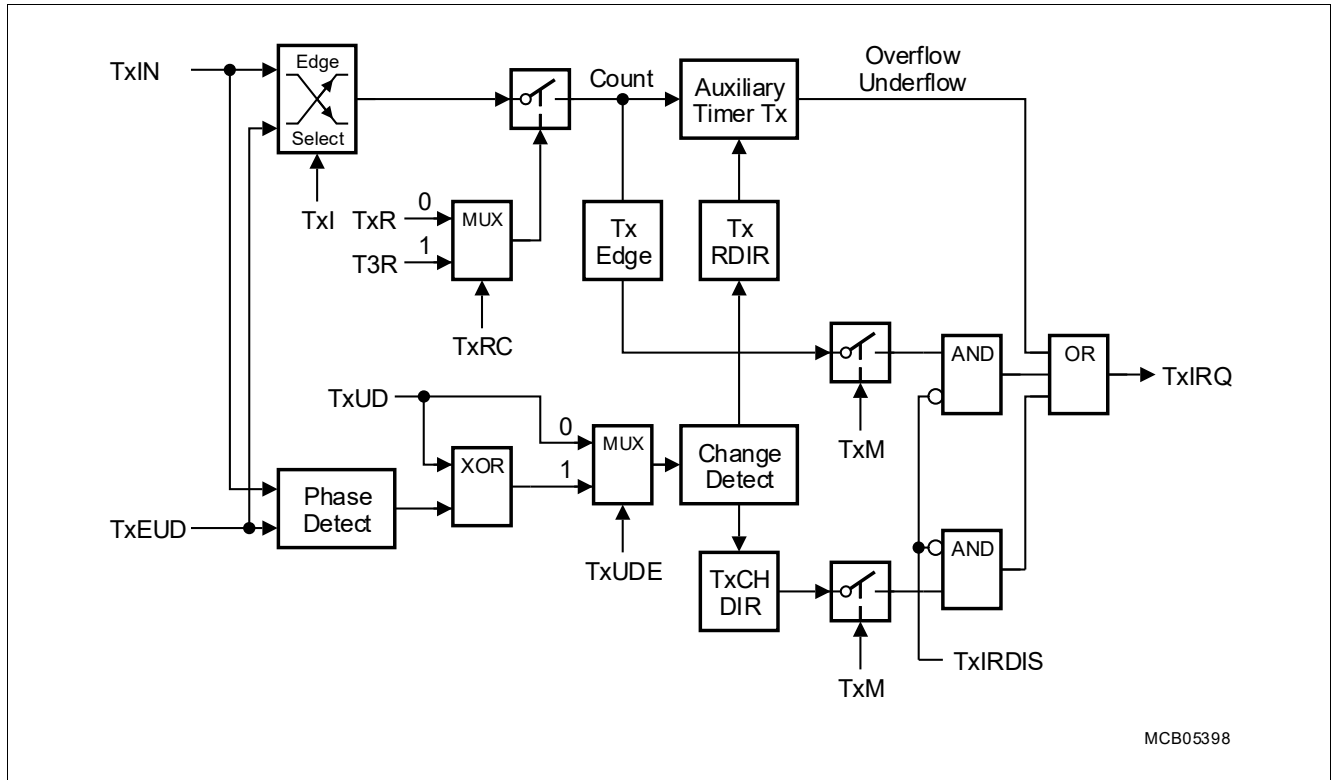 TxIN
Edge
Select
TxI
Count
Auxiliary
Timer Tx
Overflow
Underflow
TxR
0
T3R
1
MUX
TxRC
Tx
Edge
Tx
RDIR
TxM
AND
OR
TxIRQ
TxUD
0
1
MUX
XOR
Phase
Detect
TxEUD
TxUDE
Change
Detect
TxCH
DIR
TxM
AND
TxIRDIS
MCB05398